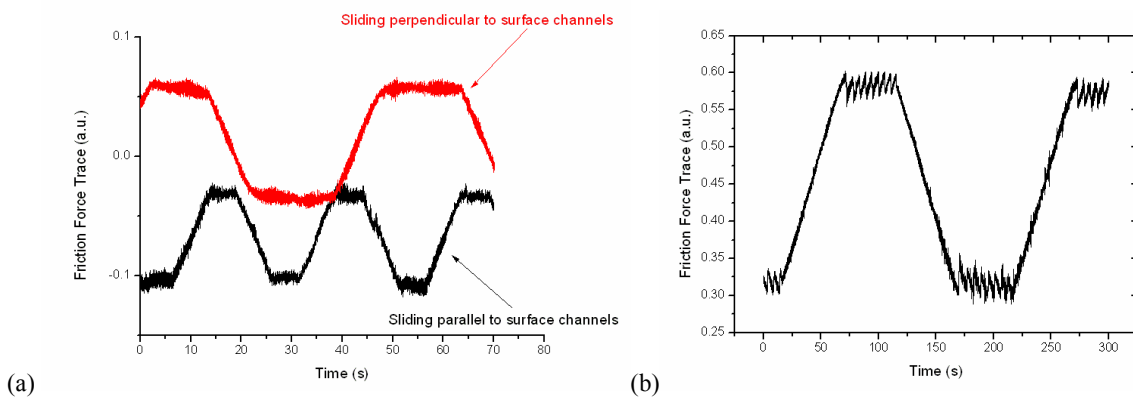 Sliding perpendicular to surface channels
0.1
0.0
-0.1
Friction Force Trace (a.u.)
Sliding parallel to surface channels
0 10 20 30 40 50 60 70 80
Time (s)
(a)
0.65
0.60
0.55
0.50
0.45
0.40
0.35
0.30
0.25
Friction Force Trace (a.u.)
0 50 100 150 200 250 300
Time (s)
(b)